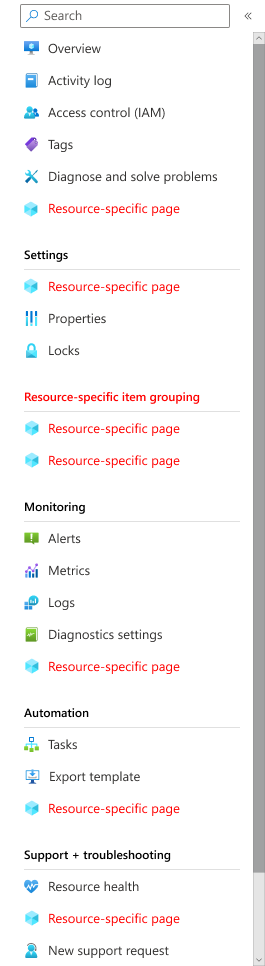 Search
«
Overview
Activity log
Access control (IAM)
Tags
Diagnose and solve problems
Resource-specific page
Settings
Resource-specific page
Properties
Locks
Resource-specific item grouping
Resource-specific page
Resource-specific page
Monitoring
Alerts
Metrics
Logs
Diagnostics settings
Resource-specific page
Automation
Tasks
Export template
Resource-specific page
Support + troubleshooting
Resource health
Resource-specific page
New support request